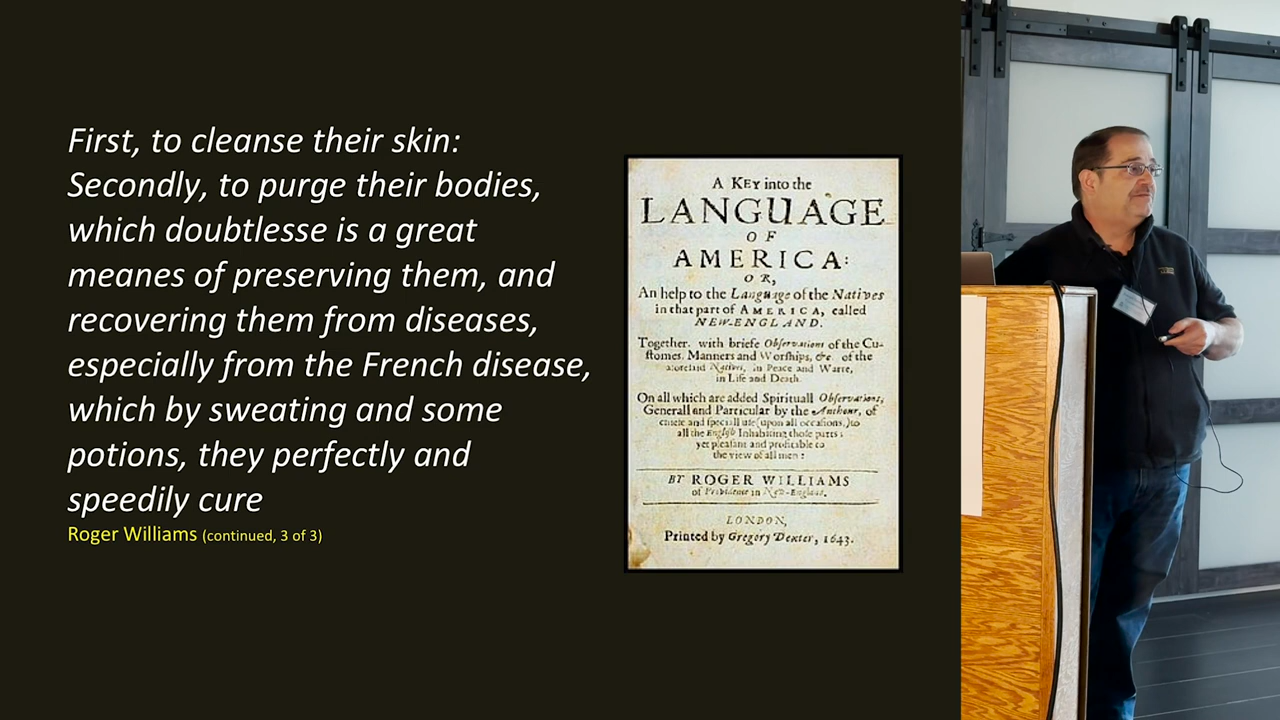 First, to cleanse their skin:
Secondly, to purge their bodies,
which doubtlesse is a great
meanes of preserving them, and
recovering them from diseases,
especially from the French disease,
which by sweating and some
potions, they perfectly and
speedily cure
Roger Williams (continued, 3 of 3)
A KEY into the
LANGUAGE
OF
AMERICA:
OR,
An help to the Language of the Natives
in that part of AMERICA, called
NEW-ENGLAND.
Together, with briefe Observations of the Cu-
stomes, Manners and Worships, &c. of the
aforesaid Natives, in Peace and Warre,
in Life and Death.
On all which are added Spirituall Observations,
Generall and Particular by the Authour, of
chiefe and speciall use (upon all occasions,) to
all the English Inhabiting those parts;
yet pleasant and profitable to
the view of all men:
BY ROGER WILLIAMS
of Providence in New-England.
LONDON,
Printed by Gregory Dexter, 1643.